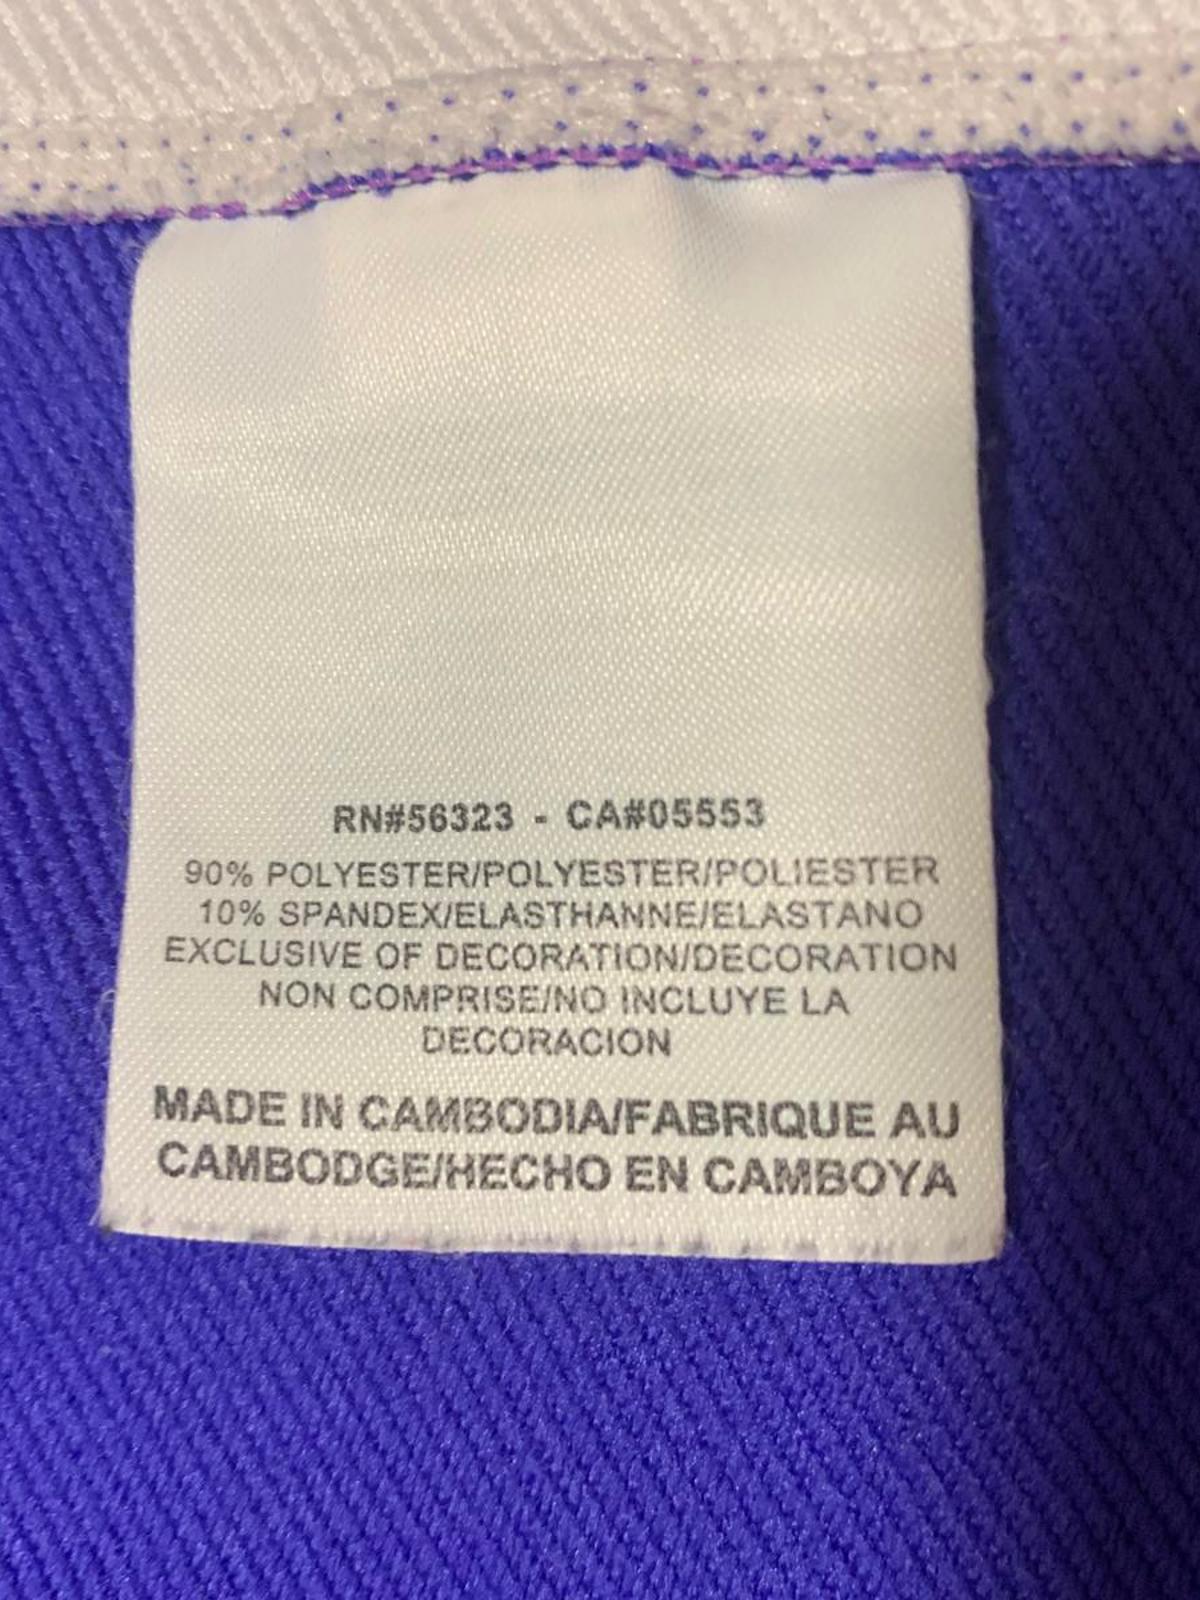 RN#56323 - CA#05553
90% POLYESTER/POLYESTER/POLIESTER
10% SPANDEX/ELASTHANNE/ELASTANO
EXCLUSIVE OF DECORATION/DECORATION
NON COMPRISE/NO INCLUYE LA
DECORACION
MADE IN CAMBODIA/FABRIQUE AU
CAMBODGE/HECHO EN CAMBOYA